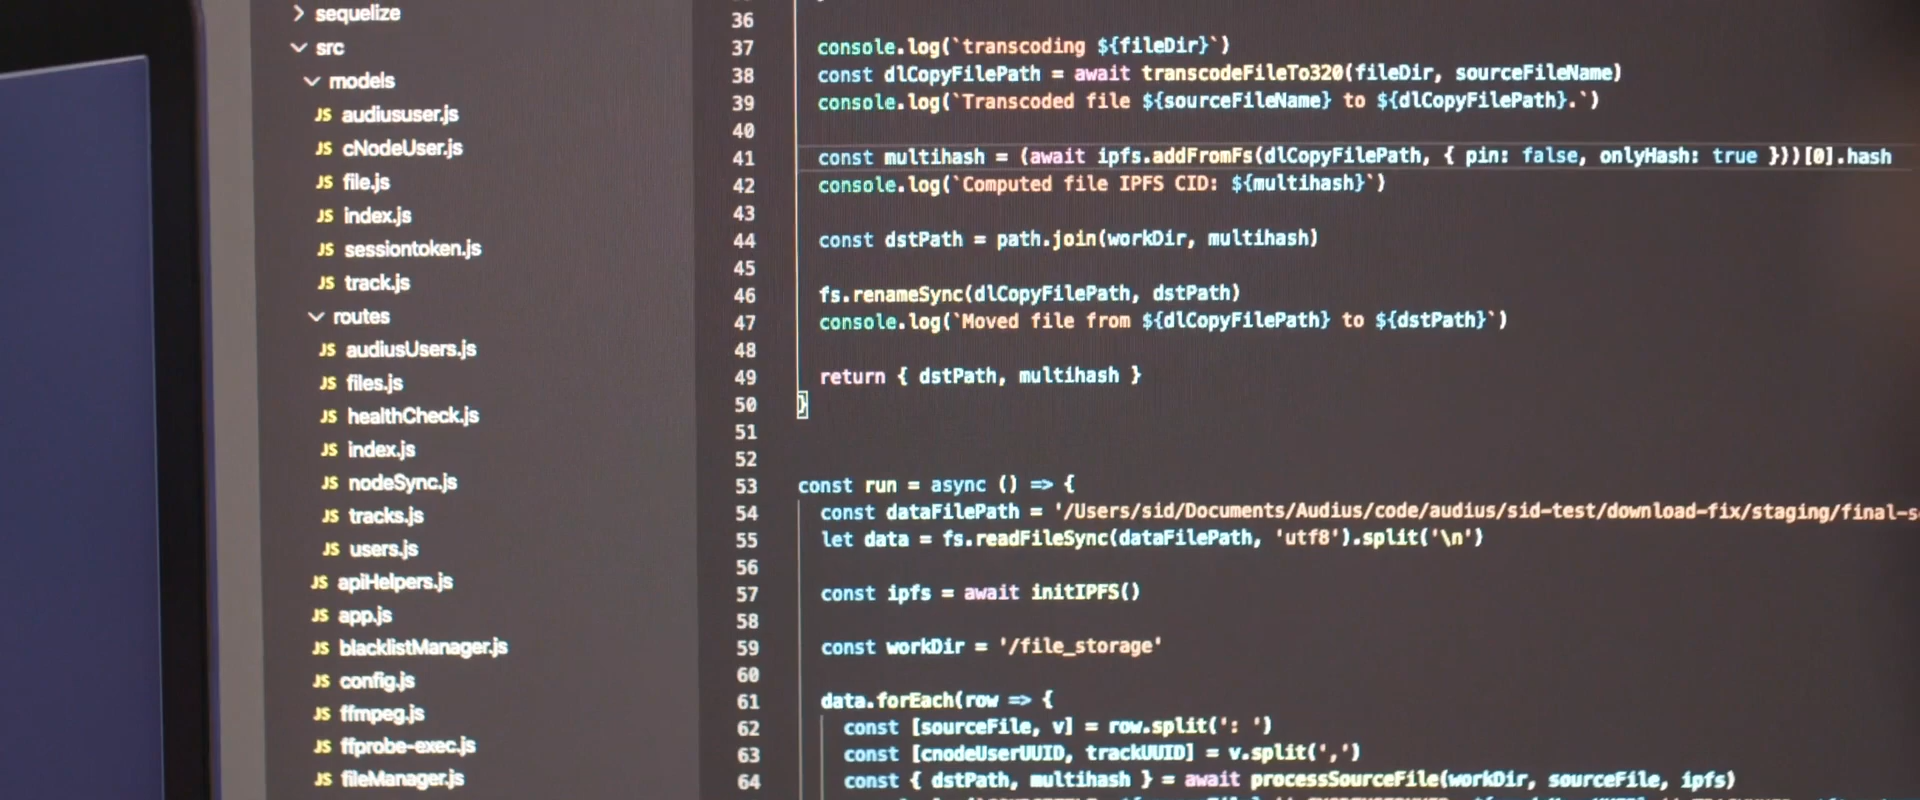 sequelize
src
models
JS audiususer.js
JS cNodeUser.js
JS file.js
JS index.js
JS sessiontoken.js
JS track.js
routes
JS audiusUsers.js
JS files.js
JS healthCheck.js
JS index.js
JS nodeSync.js
JS tracks.js
JS users.js
JS apiHelpers.js
JS app.js
JS blacklistManager.js
JS config.js
JS ffmpeg.js
JS ffprobe-exec.js
JS fileManager.js
36
37 console.log(`transcoding ${fileDir}`)
38 const dlCopyFilePath = await transcodeFileTo320(fileDir, sourceFileName)
39 console.log(`Transcoded file ${sourceFileName} to ${dlCopyFilePath}.`)
40
41 const multihash = (await ipfs.addFromFs(dlCopyFilePath, { pin: false, onlyHash: true }))[0].hash
42 console.log(`Computed file IPFS CID: ${multihash}`)
43
44 const dstPath = path.join(workDir, multihash)
45
46 fs.renameSync(dlCopyFilePath, dstPath)
47 console.log(`Moved file from ${dlCopyFilePath} to ${dstPath}`)
48
49 return { dstPath, multihash }
50 }
51
52
53 const run = async () => {
54 const dataFilePath = '/Users/sid/Documents/Audius/code/audius/sid-test/download-fix/staging/final-s
55 let data = fs.readFileSync(dataFilePath, 'utf8').split('\n')
56
57 const ipfs = await initIPFS()
58
59 const workDir = '/file_storage'
60
61 data.forEach(row => {
62 const [sourceFile, v] = row.split(': ')
63 const [cnodeUserUUID, trackUUID] = v.split(',')
64 const { dstPath, multihash } = await processSourceFile(workDir, sourceFile, ipfs)